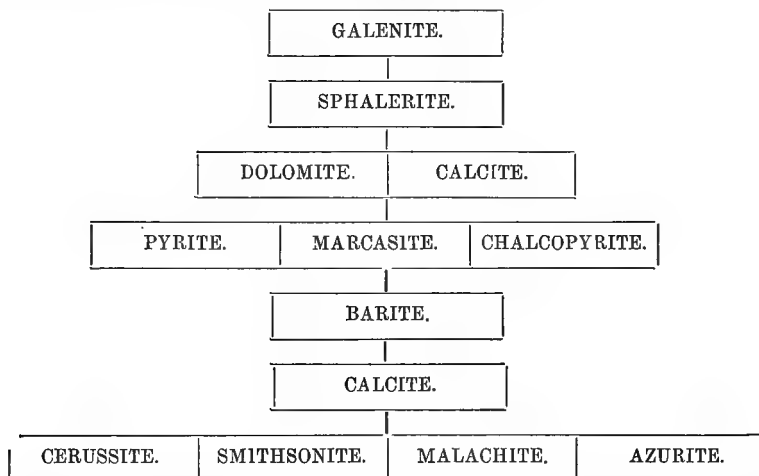 GALENITE.
SPHALERITE.
DOLOMITE. CALCITE.
PYRITE. MARCASITE. CHALCOPYRITE.
BARITE.
CALCITE.
CERUSSITE. SMITHSONITE. MALACHITE. AZURITE.